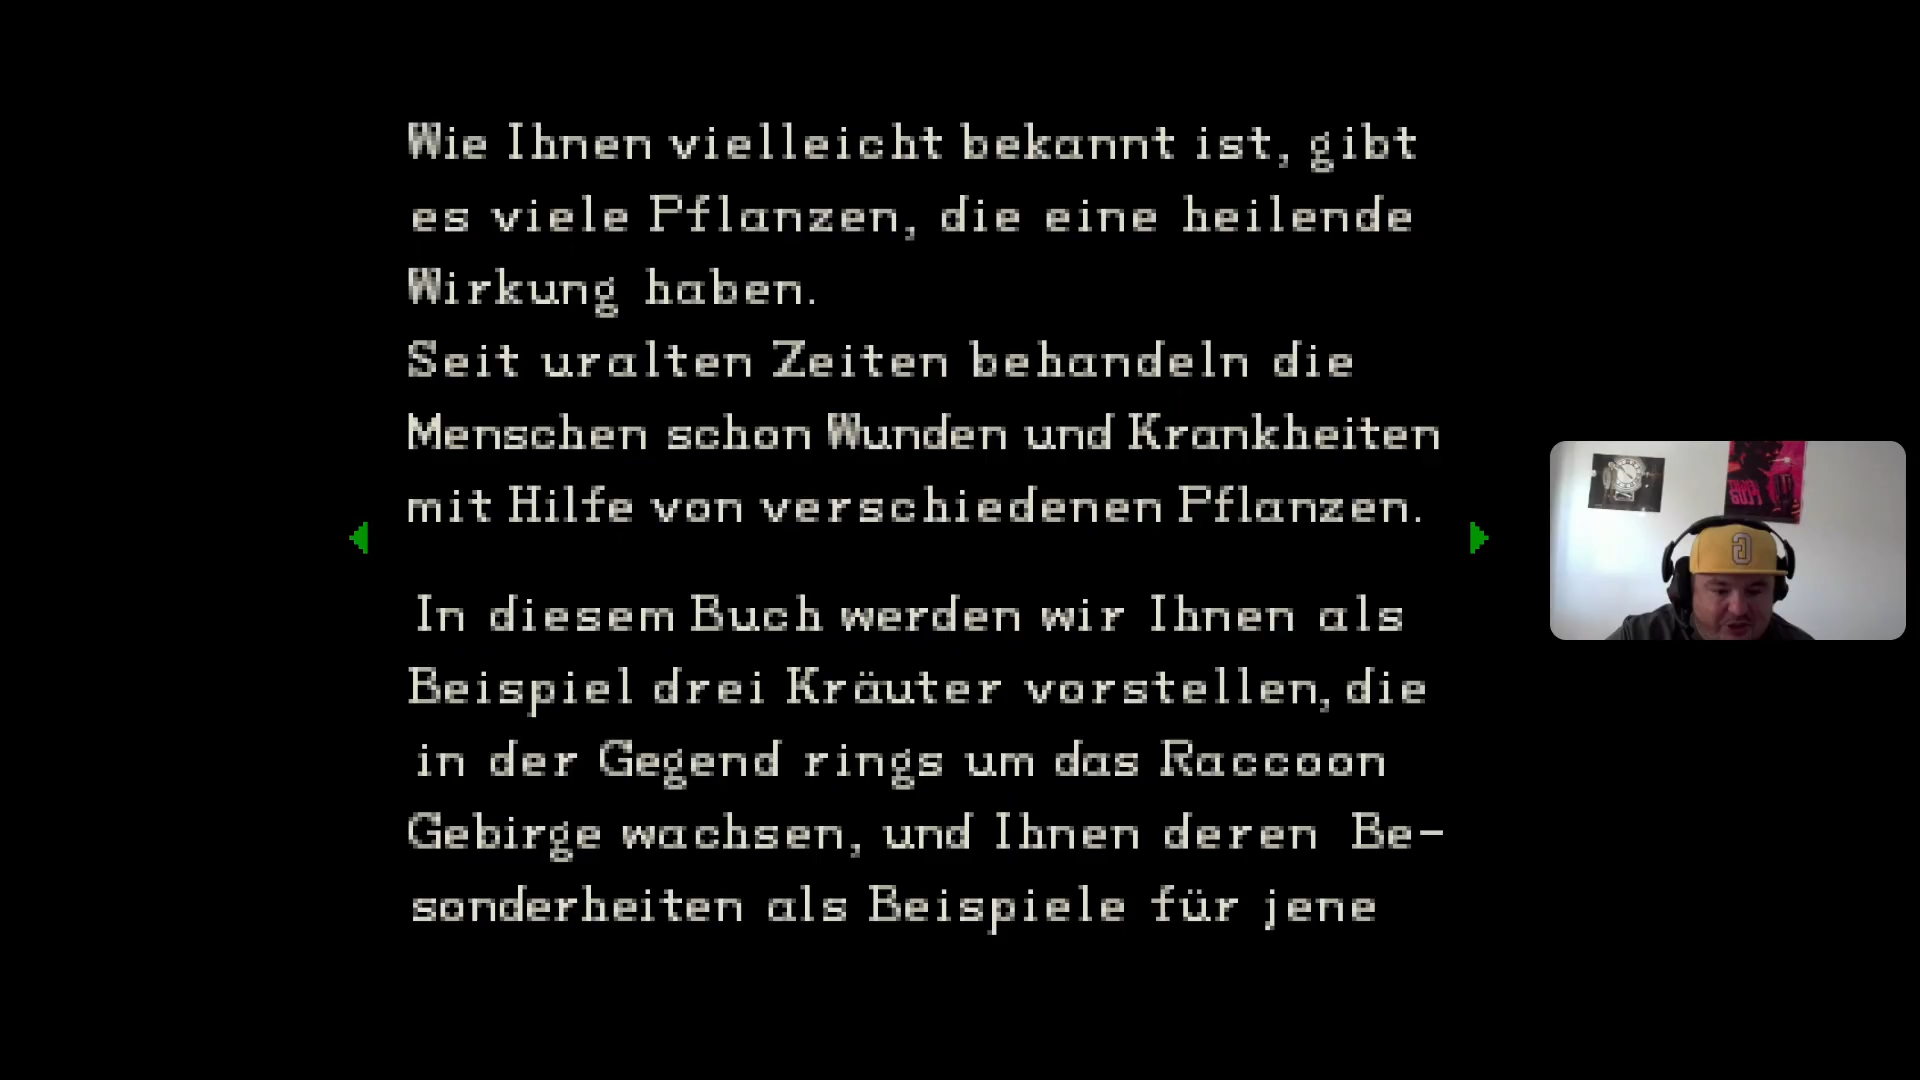 Wie Ihnen vielleicht bekannt ist, gibt
es viele Pflanzen, die eine heilende
Wirkung haben.
Seit uralten Zeiten behandeln die
Menschen schon Wunden und Krankheiten
mit Hilfe von verschiedenen Pflanzen.
In diesem Buch werden wir Ihnen als
Beispiel drei Kräuter vorstellen, die
in der Gegend rings um das Raccoon
Gebirge wachsen, und Ihnen deren Be-
sonderheiten als Beispiele für jene